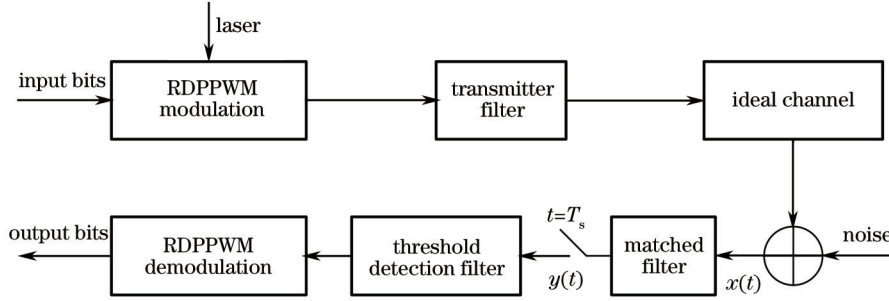 laser
input bits
RDPPWM
modulation
transmitter
filter
ideal channel
output bits
RDPPWM
demodulation
threshold
detection filter
t=Tₛ
y(t)
matched
filter
x(t)
noise